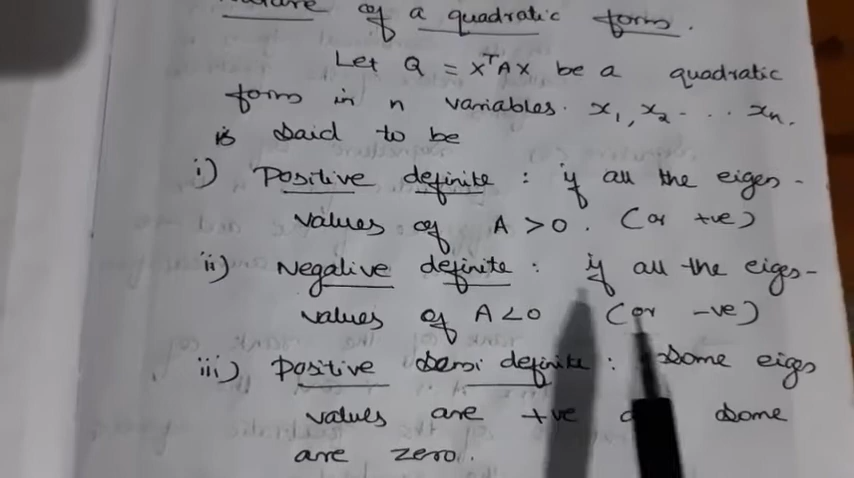 of a quadratic form.
Let Q = XᵀAX be a quadratic
form in n variables. x₁, x₂ - . . . xₙ.
is said to be
i) Positive definite : if all the eigen -
values of A > 0 . (or +ve)
ii) Negative definite : if all the eigen -
values of A < 0 (or -ve)
iii) Positive semi definite : Some eigen
values are +ve some
are zero.